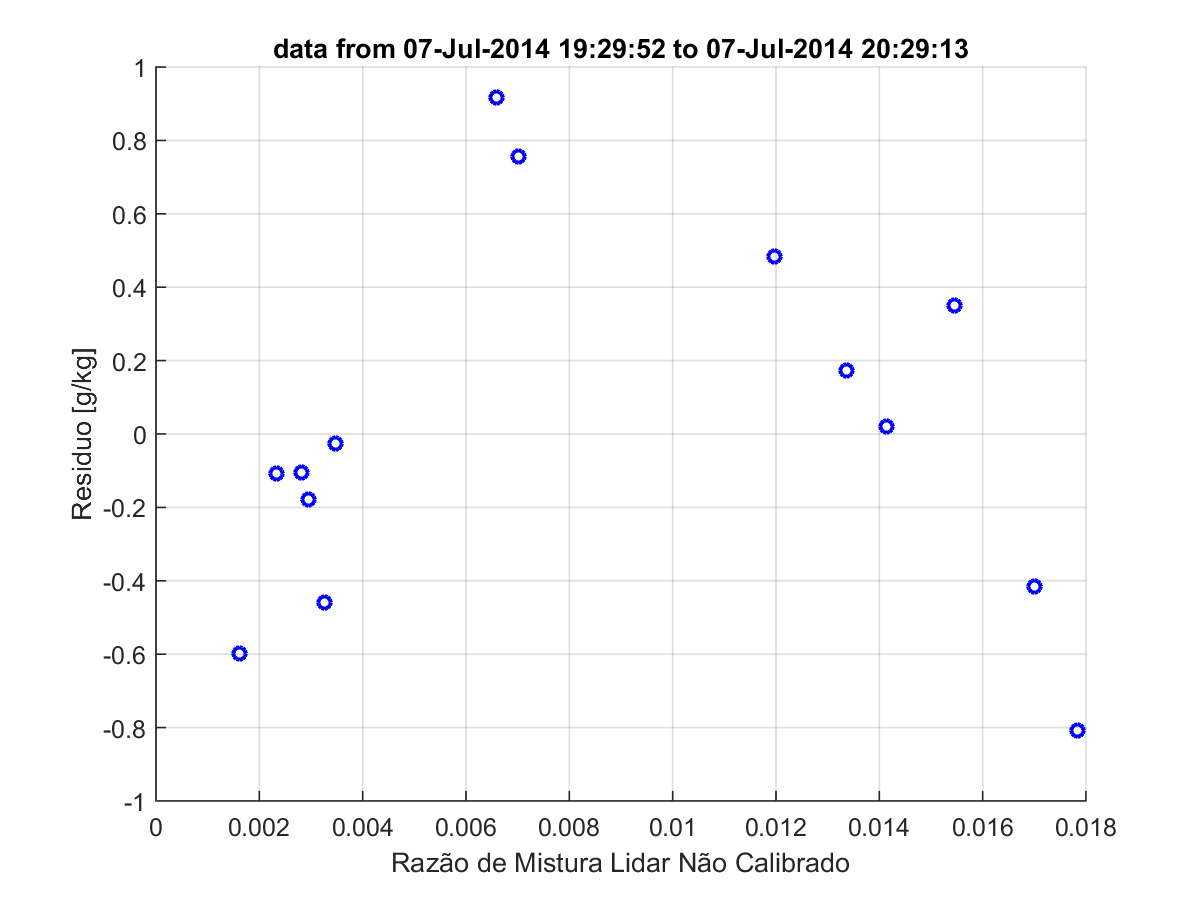 data from 07-Jul-2014 19:29:52 to 07-Jul-2014 20:29:13
1
0.8
0.6
0.4
0.2
0
-0.2
-0.4
-0.6
-0.8
-1
Residuo [g/kg]
0 0.002 0.004 0.006 0.008 0.01 0.012 0.014 0.016 0.018
Razão de Mistura Lidar Não Calibrado